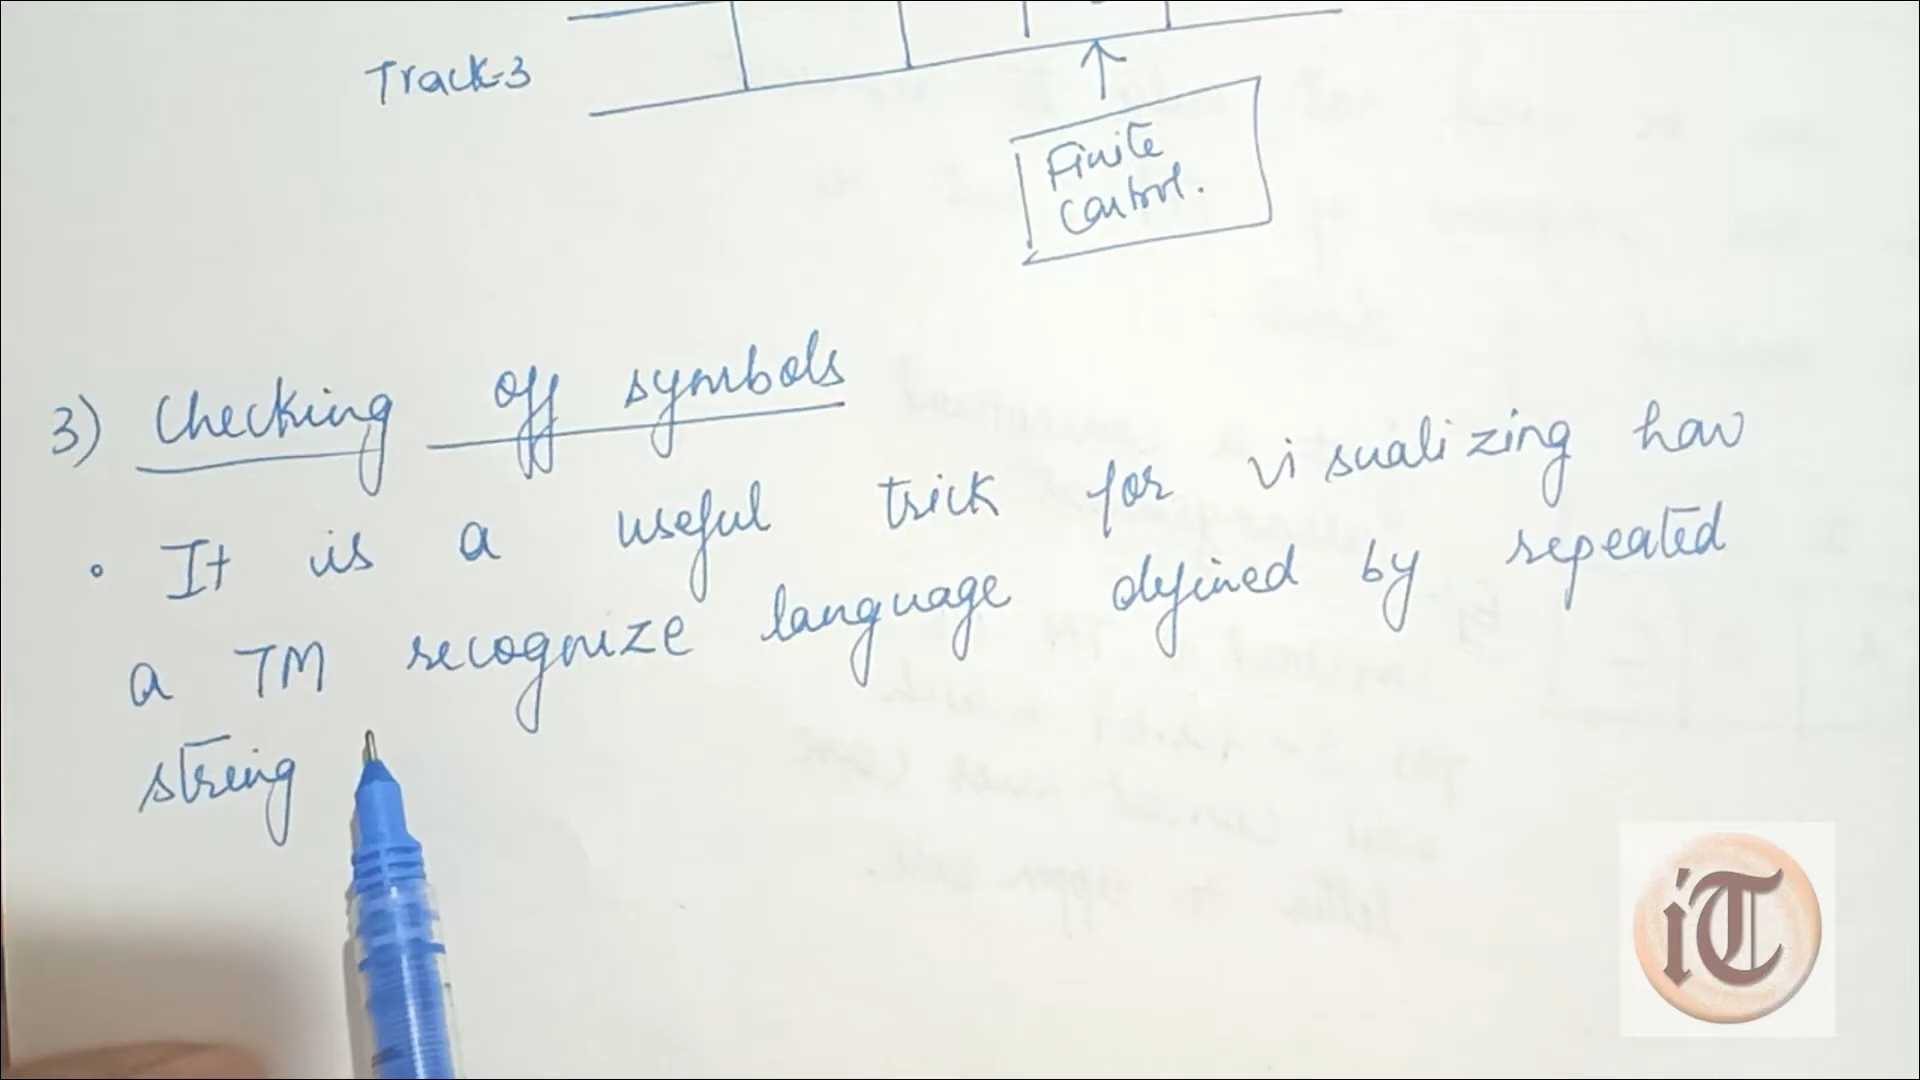 Track-3
Finite
control.
3) Checking off symbols
• It is a useful trick for visualizing how
a TM recognize language defined by repeated
string
iT